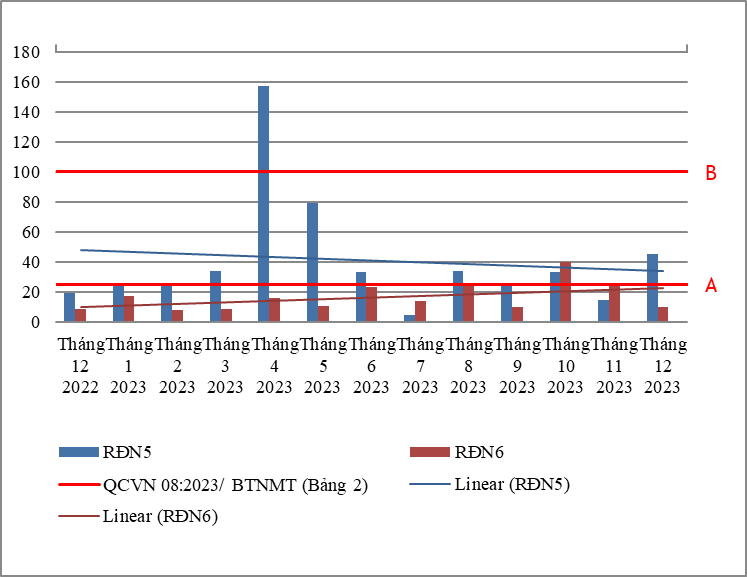 180
160
140
120
100
80
60
40
20
0
B
A
Tháng 12 2022
Tháng 1 2023
Tháng 2 2023
Tháng 3 2023
Tháng 4 2023
Tháng 5 2023
Tháng 6 2023
Tháng 7 2023
Tháng 8 2023
Tháng 9 2023
Tháng 10 2023
Tháng 11 2023
Tháng 12 2023
RĐN5
RĐN6
QCVN 08:2023/ BTNMT (Bảng 2)
Linear (RĐN5)
Linear (RĐN6)